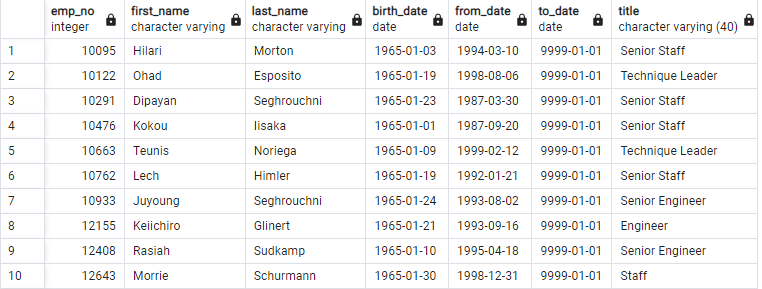 emp_no first_name last_name birth_date from_date to_date title
integer character varying character varying date date date character varying (40)
1 10095 Hilari Morton 1965-01-03 1994-03-10 9999-01-01 Senior Staff
2 10122 Ohad Esposito 1965-01-19 1998-08-06 9999-01-01 Technique Leader
3 10291 Dipayan Seghrouchni 1965-01-23 1987-03-30 9999-01-01 Senior Staff
4 10476 Kokou Iisaka 1965-01-01 1987-09-20 9999-01-01 Senior Staff
5 10663 Teunis Noriega 1965-01-09 1999-02-12 9999-01-01 Technique Leader
6 10762 Lech Himler 1965-01-19 1992-01-21 9999-01-01 Senior Staff
7 10933 Juyoung Seghrouchni 1965-01-24 1993-08-02 9999-01-01 Senior Engineer
8 12155 Keiichiro Glinert 1965-01-21 1993-09-16 9999-01-01 Engineer
9 12408 Rasiah Sudkamp 1965-01-10 1995-04-18 9999-01-01 Senior Engineer
10 12643 Morrie Schurmann 1965-01-30 1998-12-31 9999-01-01 Staff